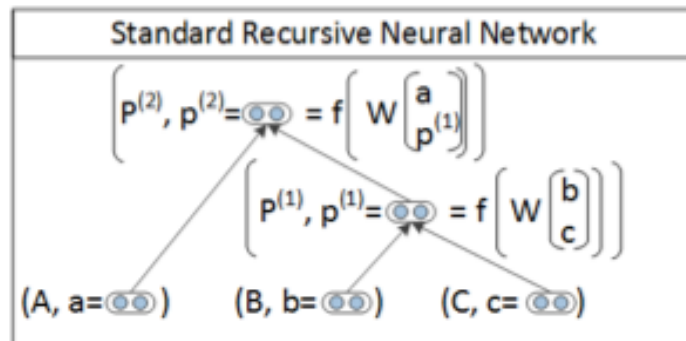 Standard Recursive Neural Network
(P⁽²⁾, p⁽²⁾= = f(W[a p⁽¹⁾]))
(P⁽¹⁾, p⁽¹⁾= = f(W[b c]))
(A, a= ) (B, b= ) (C, c= )